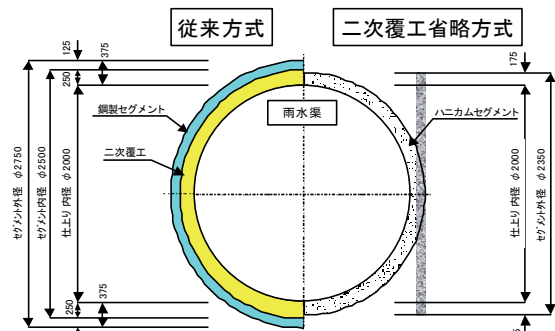 従来方式
二次覆工省略方式
125
375
250
175
鋼製セグメント
雨水渠
ハニカムセグメント
二次覆工
セグメント外径 φ2750
セグメント内径 φ2500
仕上り 内径 φ2000
仕上り 内径 φ2000
セグメント外径 φ2350
375
250